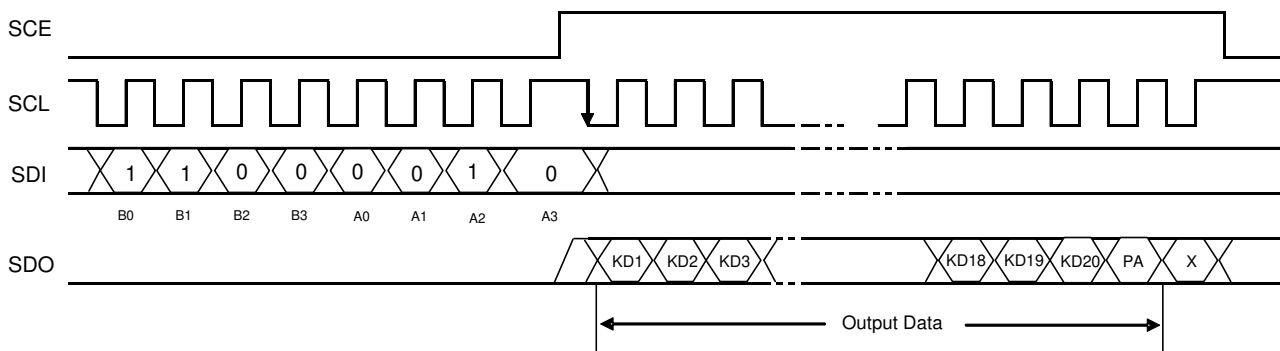 SCE
SCL
SDI 1 1 0 0 0 0 1 0
B0 B1 B2 B3 A0 A1 A2 A3
SDO KD1 KD2 KD3 KD18 KD19 KD20 PA X
Output Data